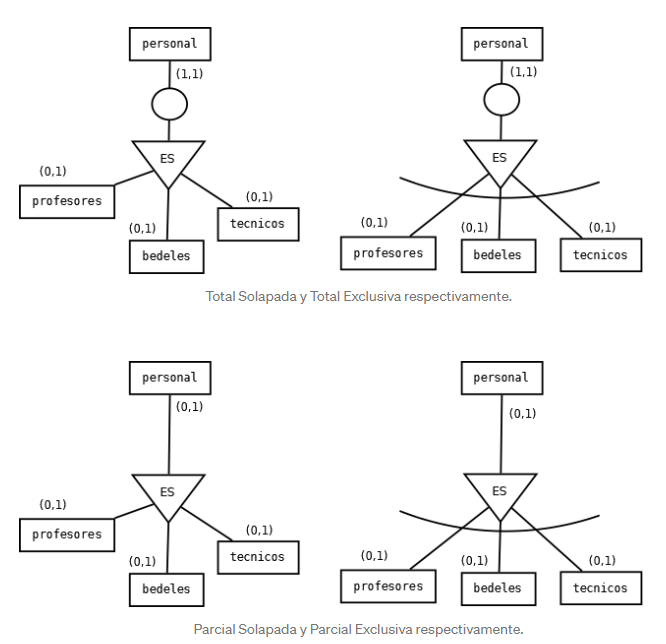 personal
(1,1)
ES
(0,1)
profesores
(0,1)
bedeles
(0,1)
tecnicos
personal
(1,1)
ES
(0,1)
profesores
(0,1)
bedeles
(0,1)
tecnicos
Total Solapada y Total Exclusiva respectivamente.
personal
(0,1)
ES
(0,1)
profesores
(0,1)
bedeles
(0,1)
tecnicos
personal
(0,1)
ES
(0,1)
profesores
(0,1)
bedeles
(0,1)
tecnicos
Parcial Solapada y Parcial Exclusiva respectivamente.